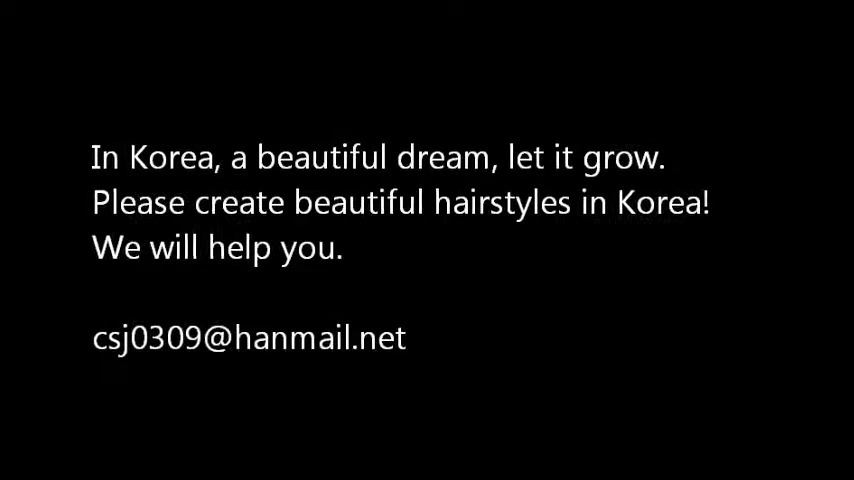 In Korea, a beautiful dream, let it grow.
Please create beautiful hairstyles in Korea!
We will help you.
csj0309@hanmail.net